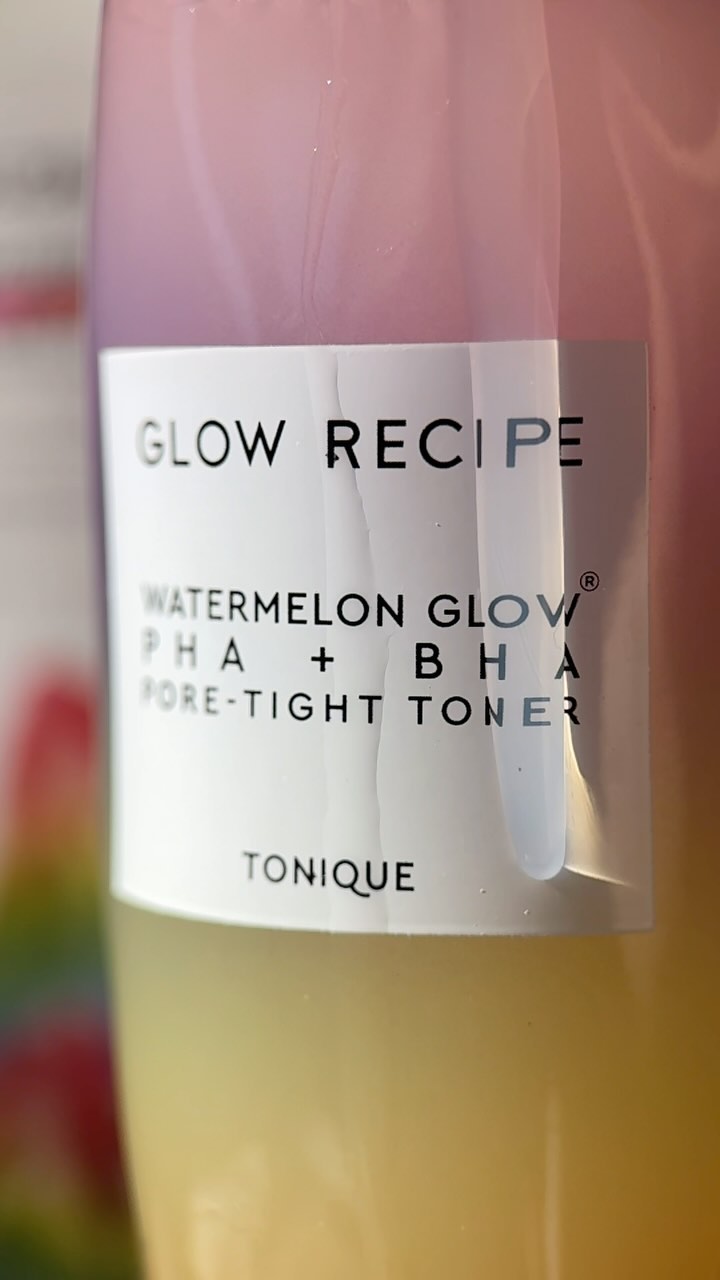 GLOW RECIPE
WATERMELON GLOW®
PHA + BHA
PORE-TIGHT TONER
TONIQUE